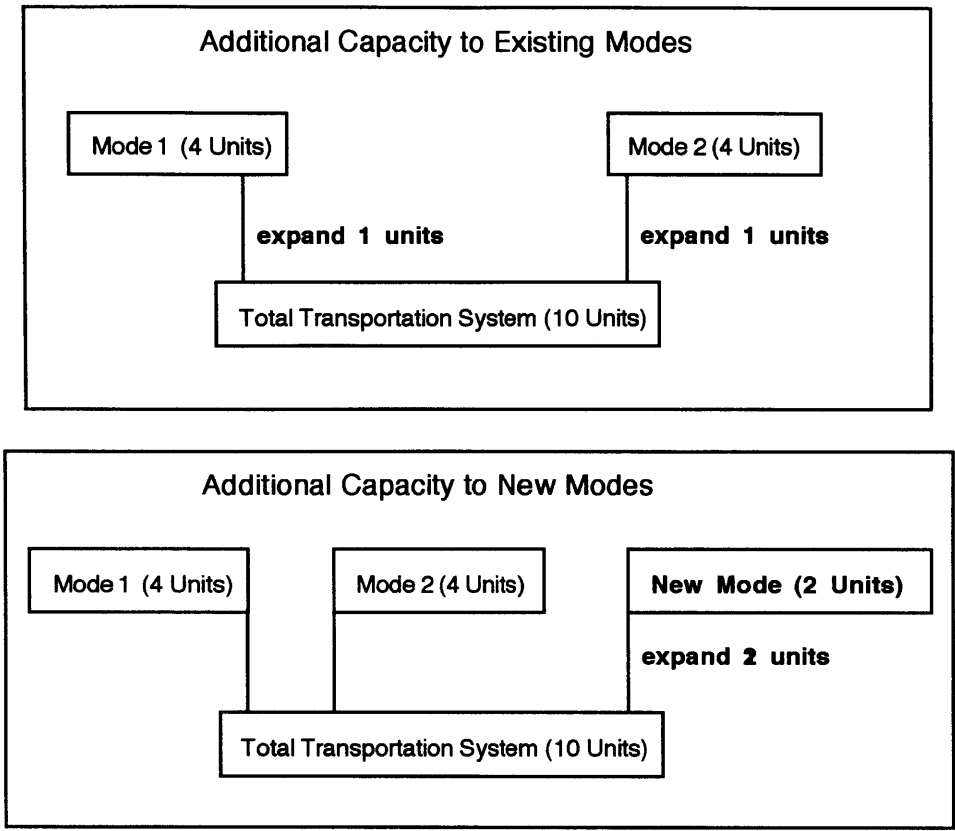 Additional Capacity to Existing Modes
Mode 1 (4 Units)
Mode 2 (4 Units)
expand 1 units
expand 1 units
Total Transportation System (10 Units)
Additional Capacity to New Modes
Mode 1 (4 Units)
Mode 2 (4 Units)
New Mode (2 Units)
expand 2 units
Total Transportation System (10 Units)